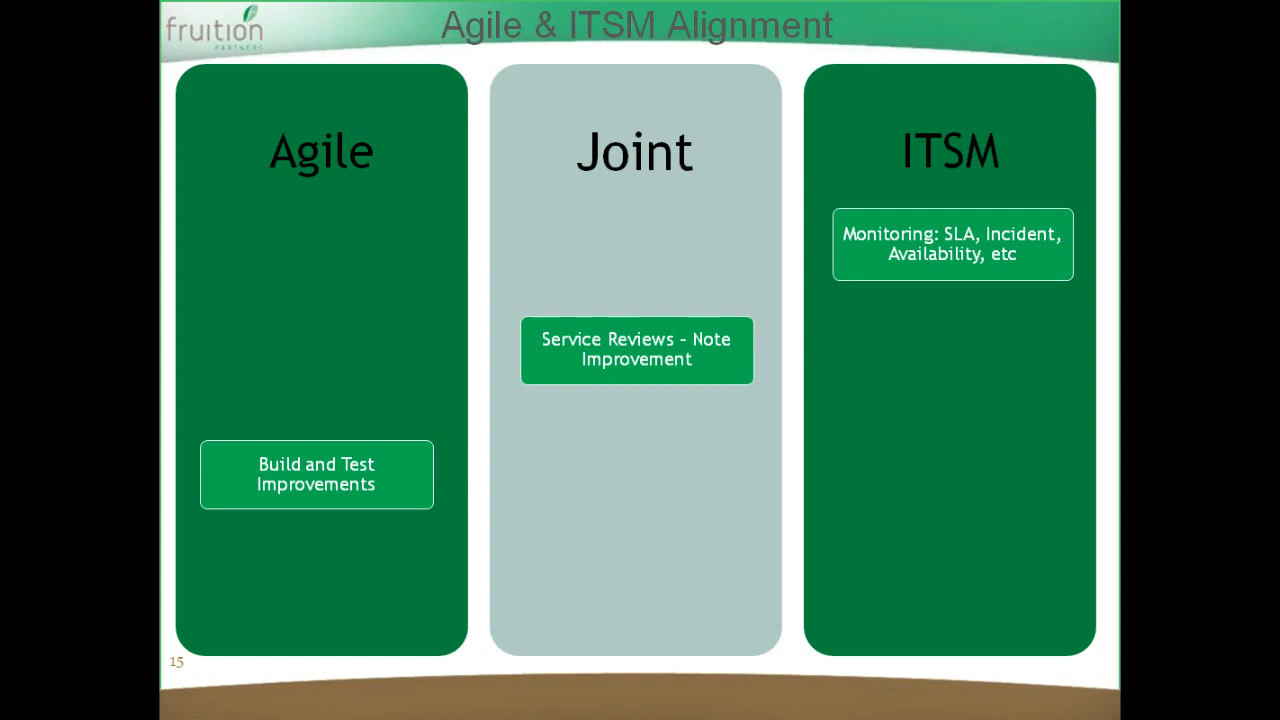 fruition
PARTNERS
Agile & ITSM Alignment
Agile
Joint
ITSM
Monitoring: SLA, Incident,
Availability, etc
Service Reviews - Note
Improvement
Build and Test
Improvements
15